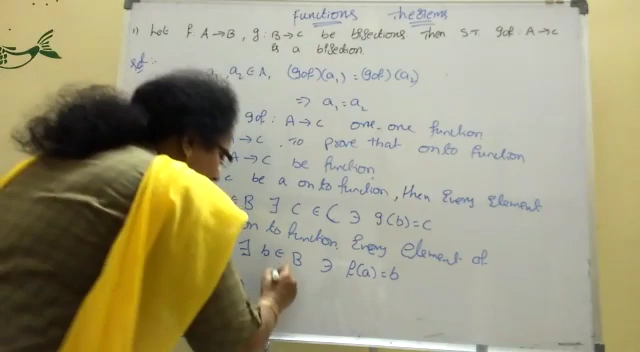 Functions Theorems
1) Let f: A→B, g: B→C be bijections Then S.T. gof: A→C
is a bijection
Sol:-
a1, a2 ∈ A, (gof)(a1) = (gof)(a2)
⇒ a1 = a2
gof: A→C one-one function
→C. To prove that onto function
A→C be function
C be a onto function, then Every Element
∈ B ∃ C ∈ C ∋ g(b)=C
on to function. Every element of
∃ b ∈ B ∋ f(a)=b